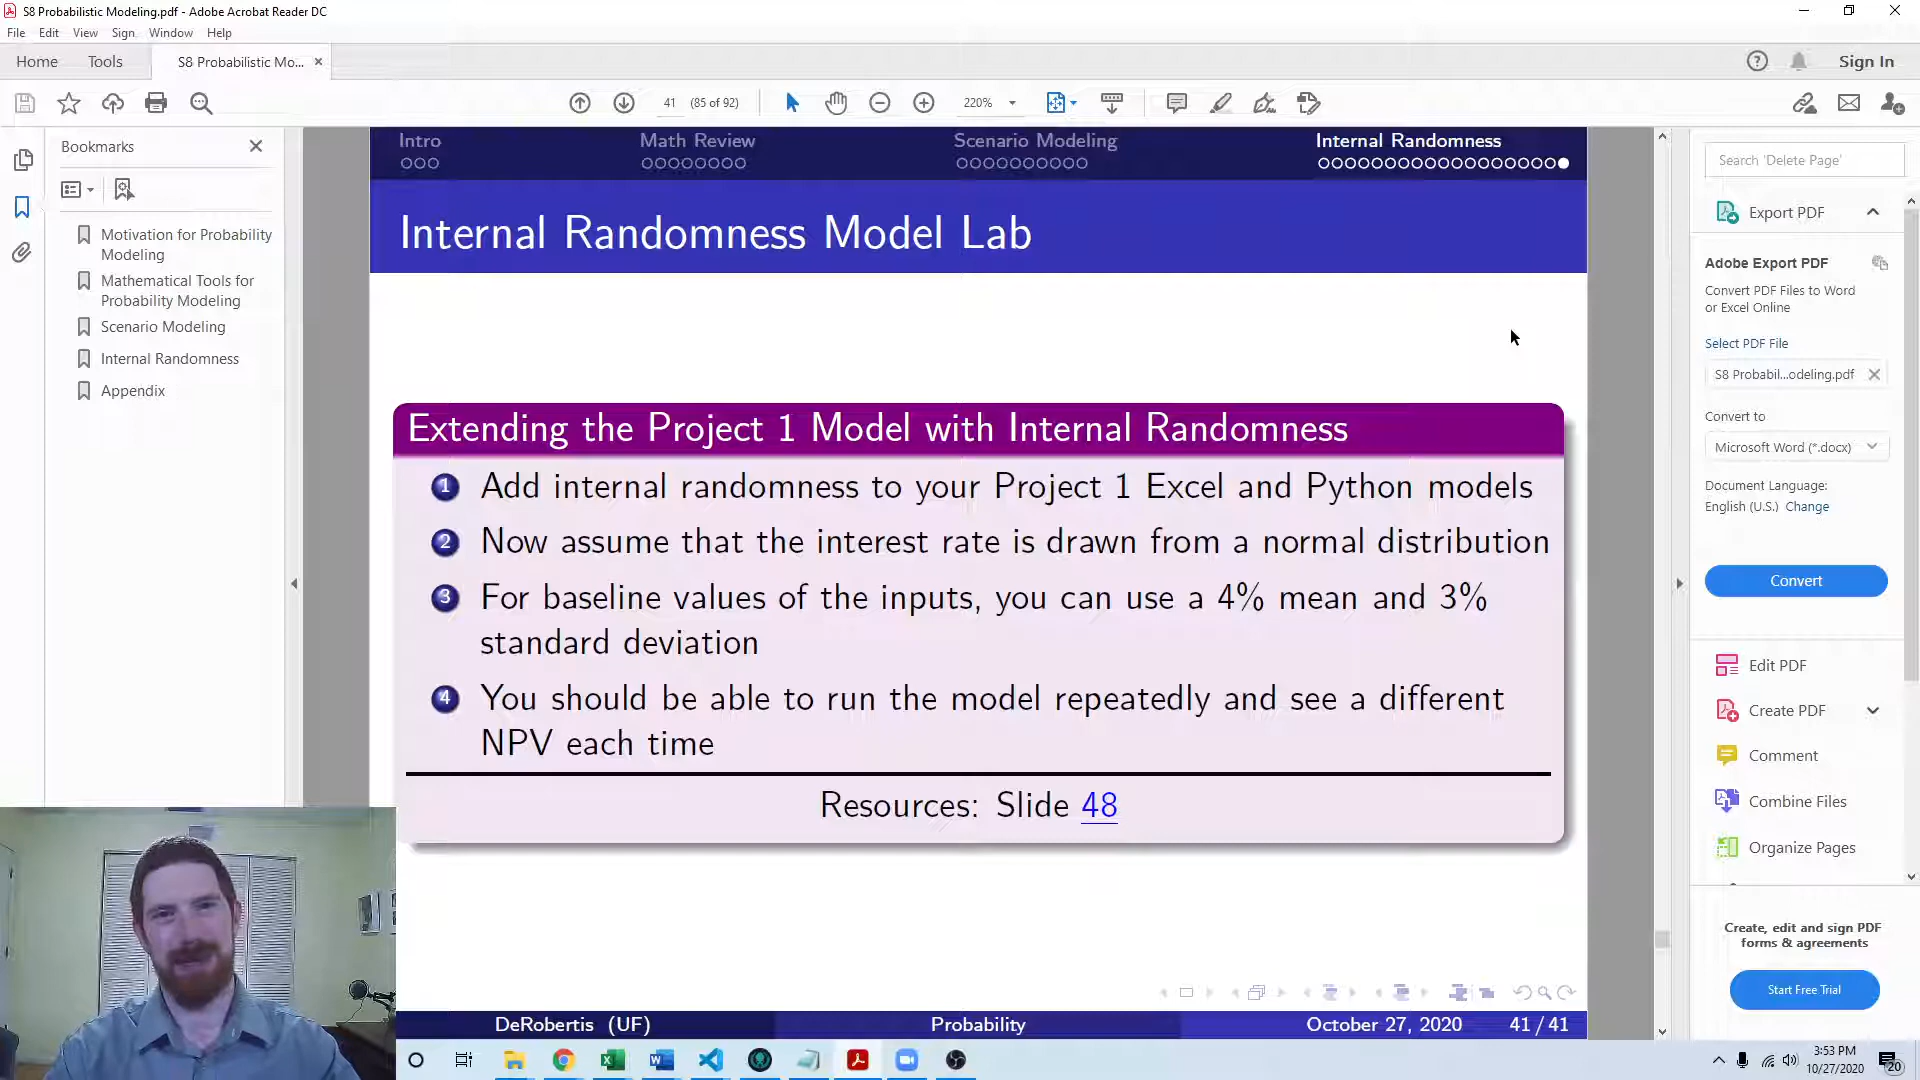 S8 Probabilistic Modeling.pdf - Adobe Acrobat Reader DC
File Edit View Sign Window Help
Home Tools S8 Probabilistic Mo... Sign In
41 (85 of 92) 220%
Bookmarks
Motivation for Probability
Modeling
Mathematical Tools for
Probability Modeling
Scenario Modeling
Internal Randomness
Appendix
Intro Math Review Scenario Modeling Internal Randomness
Internal Randomness Model Lab
Extending the Project 1 Model with Internal Randomness
1 Add internal randomness to your Project 1 Excel and Python models
2 Now assume that the interest rate is drawn from a normal distribution
3 For baseline values of the inputs, you can use a 4% mean and 3%
standard deviation
4 You should be able to run the model repeatedly and see a different
NPV each time
Resources: Slide 48
DeRobertis (UF) Probability October 27, 2020 41/41
Search 'Delete Page'
Export PDF
Adobe Export PDF
Convert PDF Files to Word
or Excel Online
Select PDF File
S8 Probabil...odeling.pdf
Convert to
Microsoft Word (*.docx)
Document Language:
English (U.S.) Change
Convert
Edit PDF
Create PDF
Comment
Combine Files
Organize Pages
Create, edit and sign PDF
forms & agreements
Start Free Trial
3:53 PM
10/27/2020
20